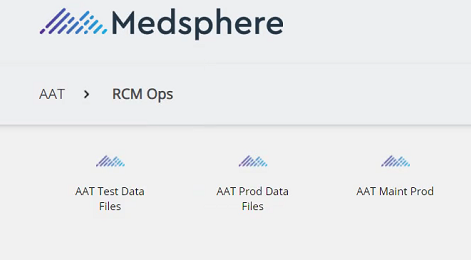 Medsphere
AAT > RCM Ops
AAT Test Data
Files
AAT Prod Data
Files
AAT Maint Prod